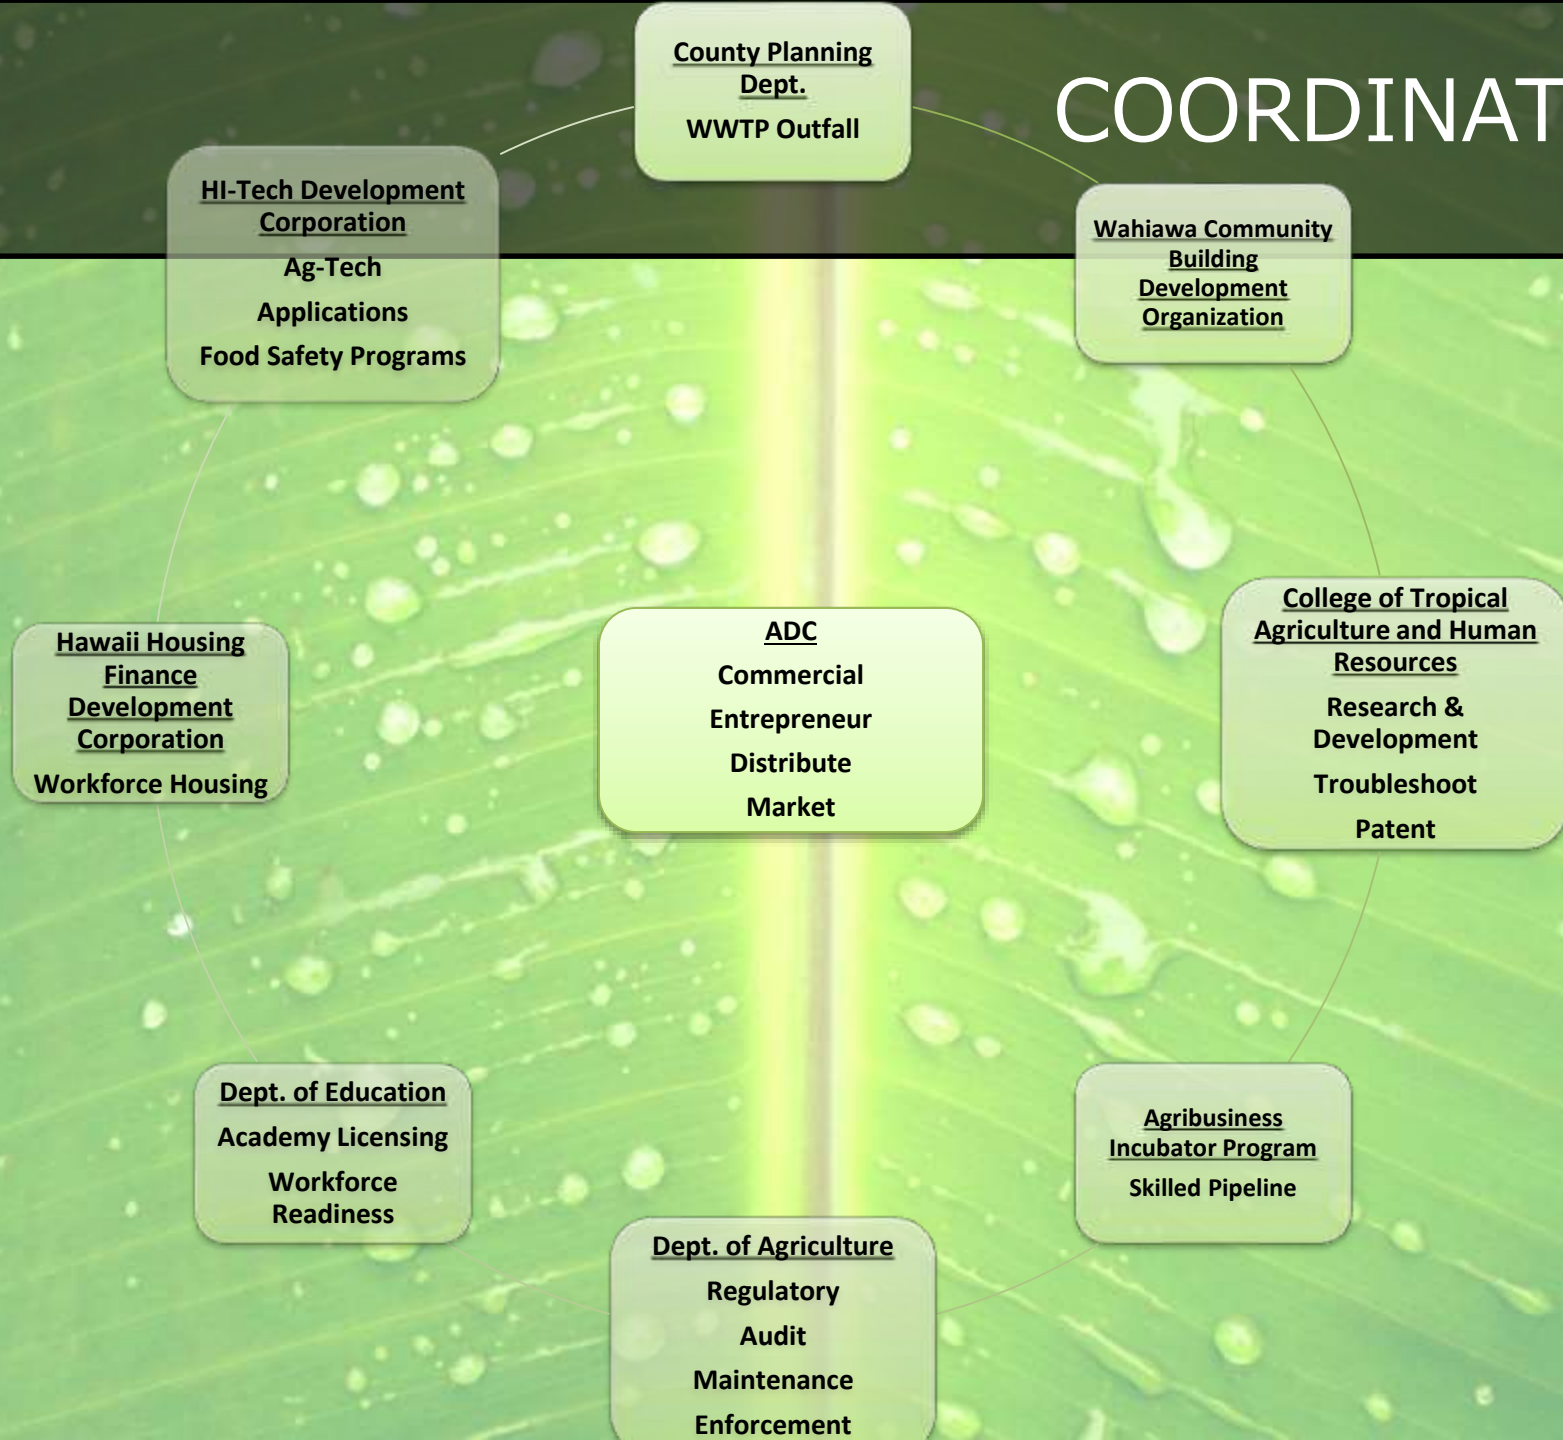 County Planning
Dept.
WWTP Outfall
COORDINAT
HI-Tech Development
Corporation
Ag-Tech
Applications
Food Safety Programs
Wahiawa Community
Building
Development
Organization
Hawaii Housing
Finance
Development
Corporation
Workforce Housing
ADC
Commercial
Entrepreneur
Distribute
Market
College of Tropical
Agriculture and Human
Resources
Research &
Development
Troubleshoot
Patent
Dept. of Education
Academy Licensing
Workforce
Readiness
Agribusiness
Incubator Program
Skilled Pipeline
Dept. of Agriculture
Regulatory
Audit
Maintenance
Enforcement